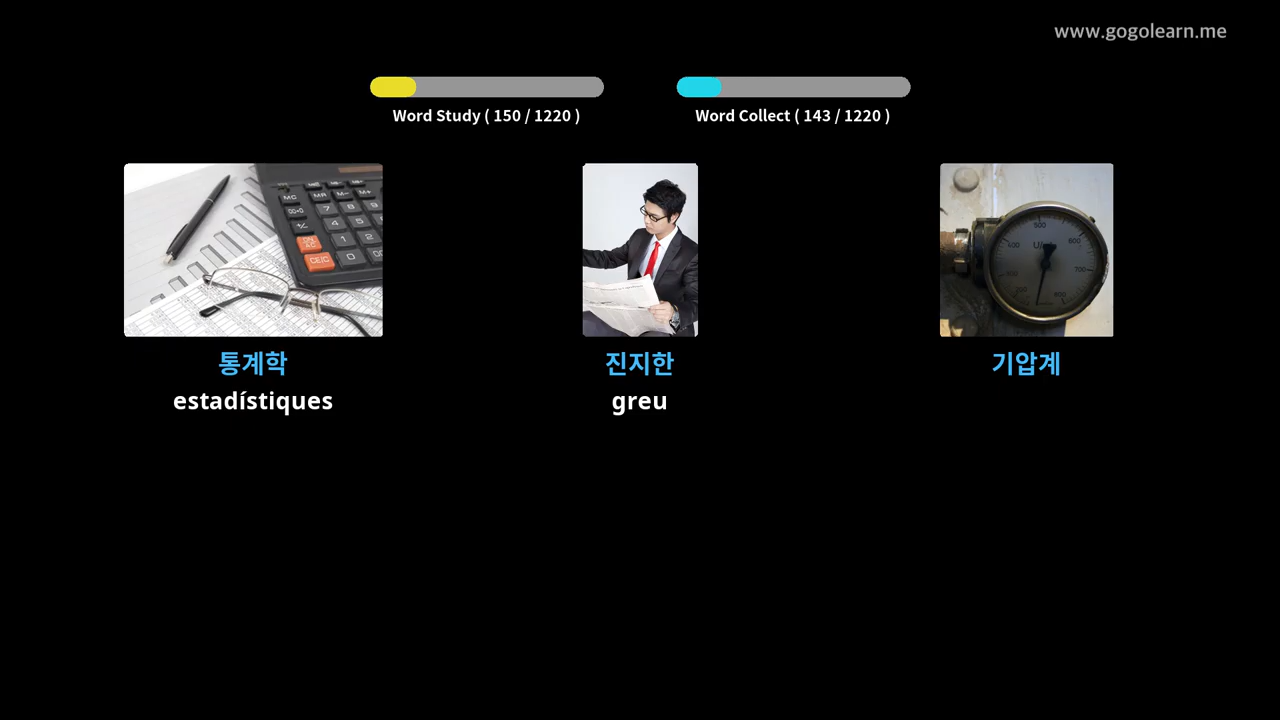 www.gogolearn.me
Word Study ( 150 / 1220 )
Word Collect ( 143 / 1220 )
통계학
진지한
기압계
estadístiques
greu